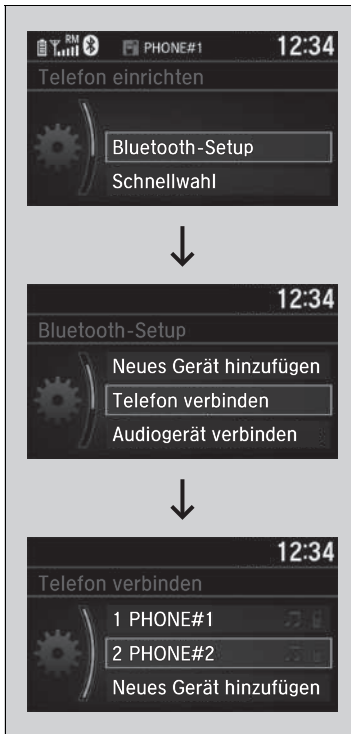 RM PHONE#1 12:34
Telefon einrichten
Bluetooth-Setup
Schnellwahl
12:34
Bluetooth-Setup
Neues Gerät hinzufügen
Telefon verbinden
Audiogerät verbinden
12:34
Telefon verbinden
1 PHONE#1
2 PHONE#2
Neues Gerät hinzufügen